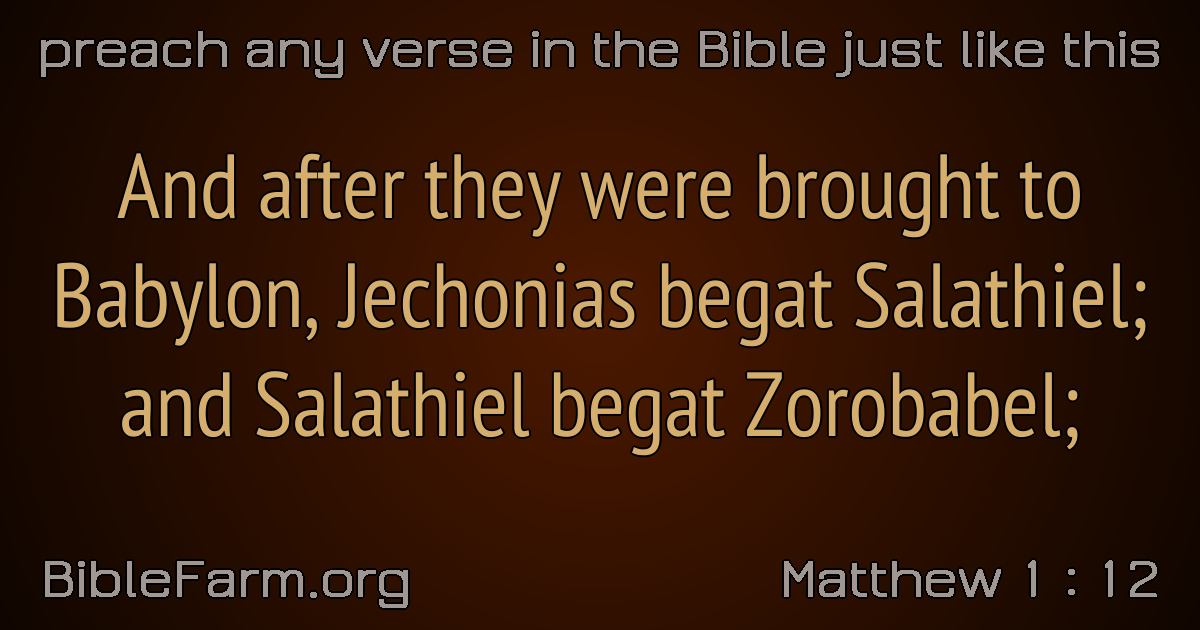 preach any verse in the Bible just like this
And after they were brought to
Babylon, Jechonias begat Salathiel;
and Salathiel begat Zorobabel;
BibleFarm.org
Matthew 1 : 12